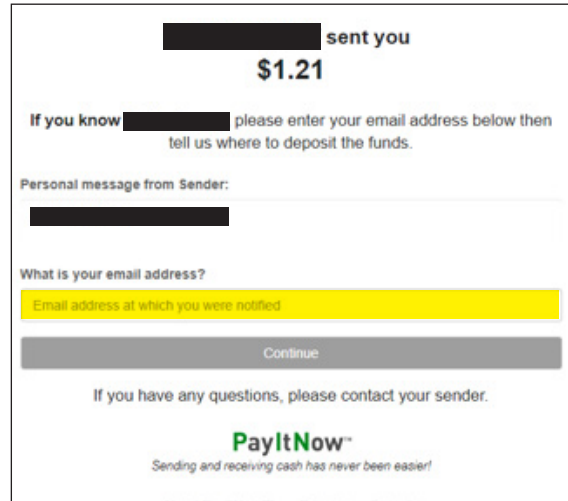 sent you
$1.21
If you know please enter your email address below then
tell us where to deposit the funds.
Personal message from Sender:
What is your email address?
Email address at which you were notified
Continue
If you have any questions, please contact your sender.
PayItNow™
Sending and receiving cash has never been easier!